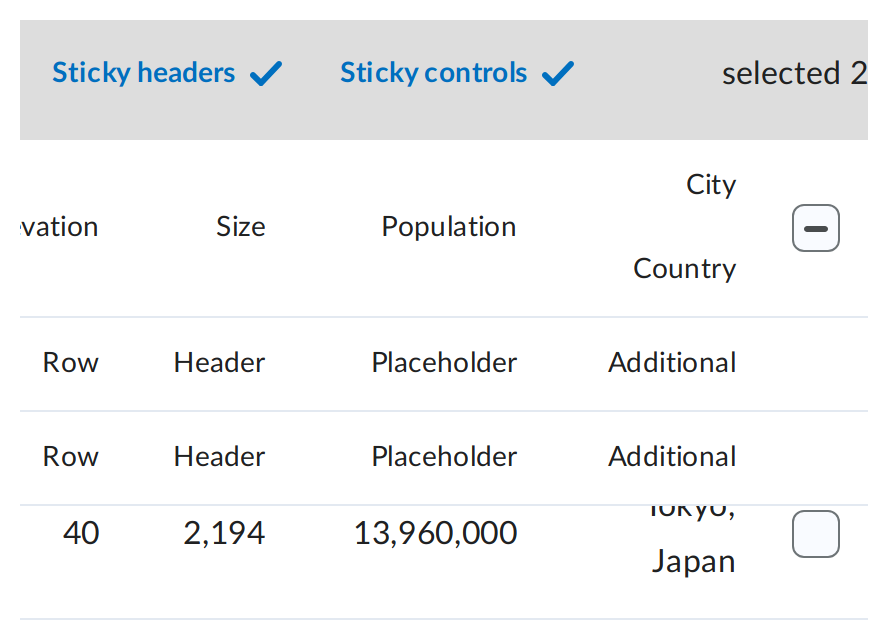 Sticky headers Sticky controls selected 2
City
vation Size Population
Country
Row Header Placeholder Additional
Row Header Placeholder Additional
Tokyo,
40 2,194 13,960,000
Japan